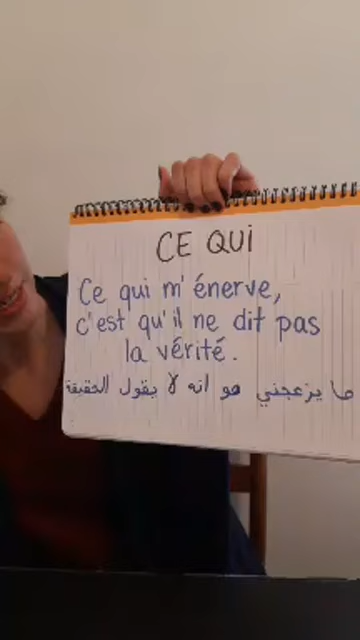 CE QUI
Ce qui m'énerve,
c'est qu'il ne dit pas
la vérité.
ما يزعجني هو انه لا يقول الحقيقة